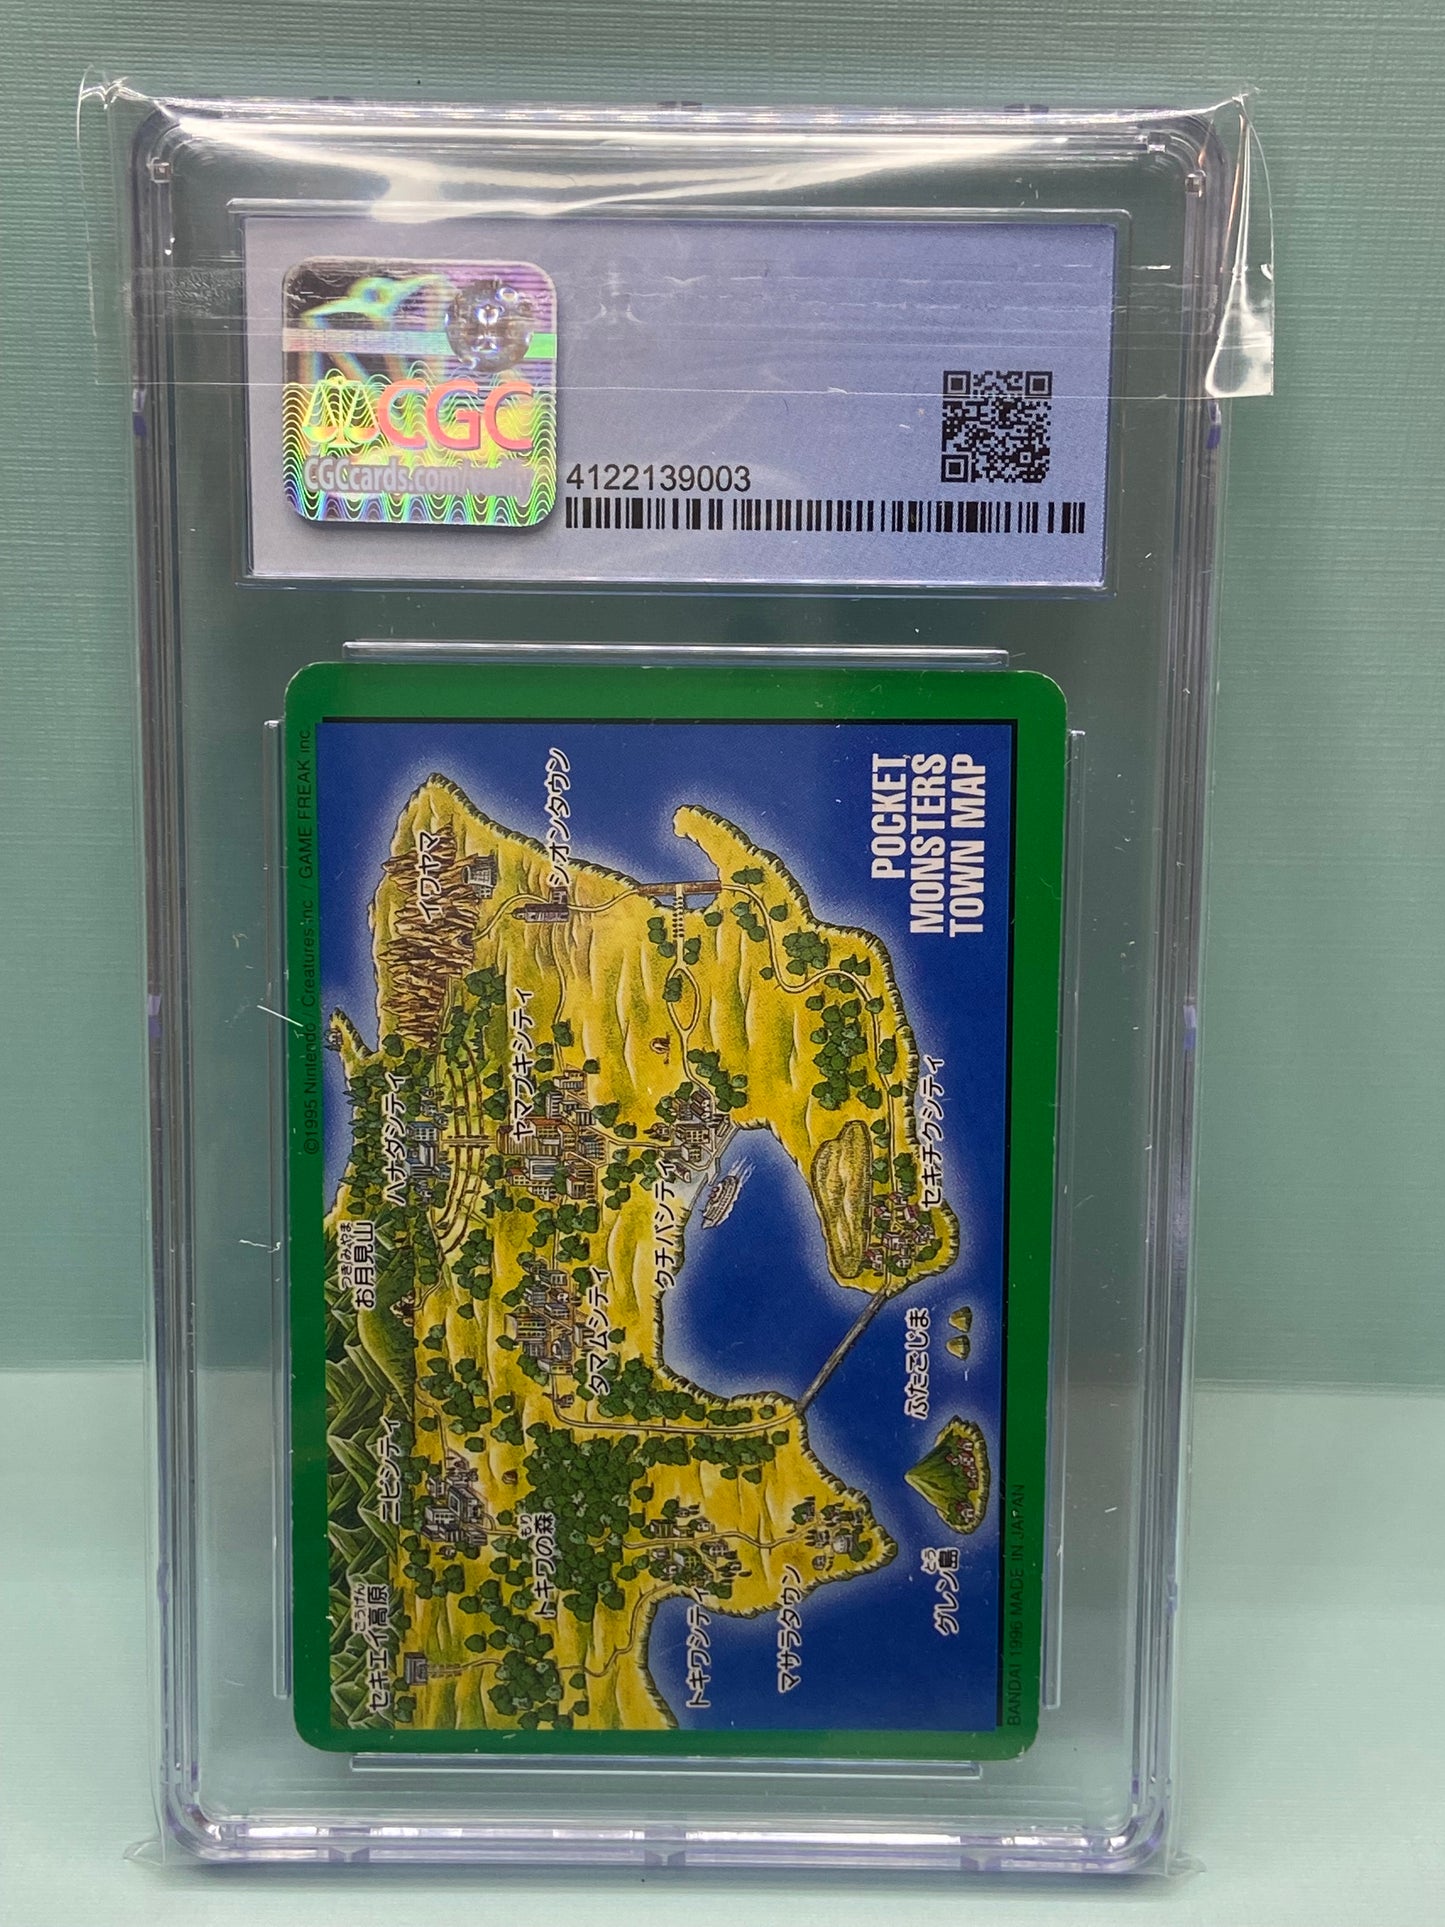 CGC
CGCcards.com/verify
4122139003
©1995 Nintendo / Creatures inc / GAME FREAK inc.
POCKET
MONSTERS
TOWN MAP
イワヤマ
シオンタウン
ヤマブキシティ
ハナダシティ
つきみやま
お月見山
クチバシティ
セキチクシティ
タマムシティ
ふたごじま
ニビシティ
もり
トキワの森
こうげん
セキエイ高原
トキワシティ
マサラタウン
とう
グレン島
BANDAI 1996 MADE IN JAPAN